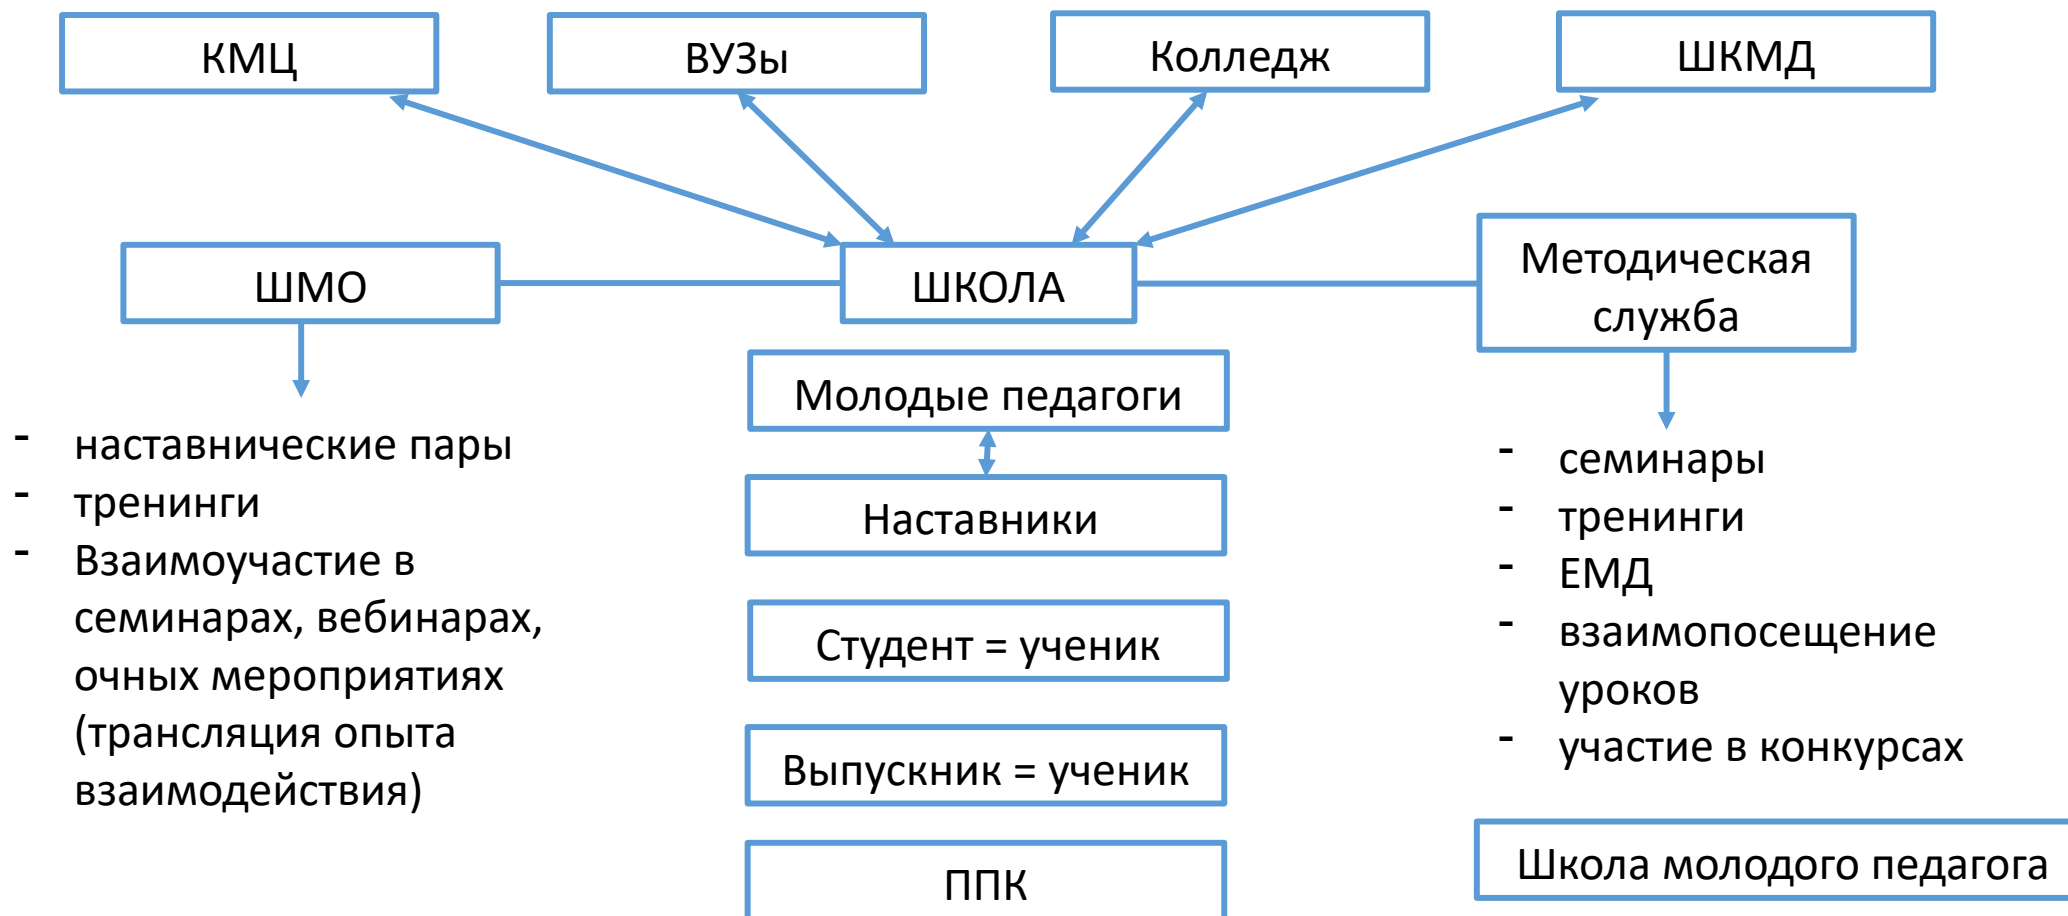 КМЦ
ВУЗы
Колледж
ШКМД
ШМО
ШКОЛА
Методическая
служба
Молодые педагоги
Наставники
Студент = ученик
Выпускник = ученик
ППК
- наставнические пары
- тренинги
- Взаимоучастие в
семинарах, вебинарах,
очных мероприятиях
(трансляция опыта
взаимодействия)
- семинары
- тренинги
- ЕМД
- взаимопосещение
уроков
- участие в конкурсах
Школа молодого педагога